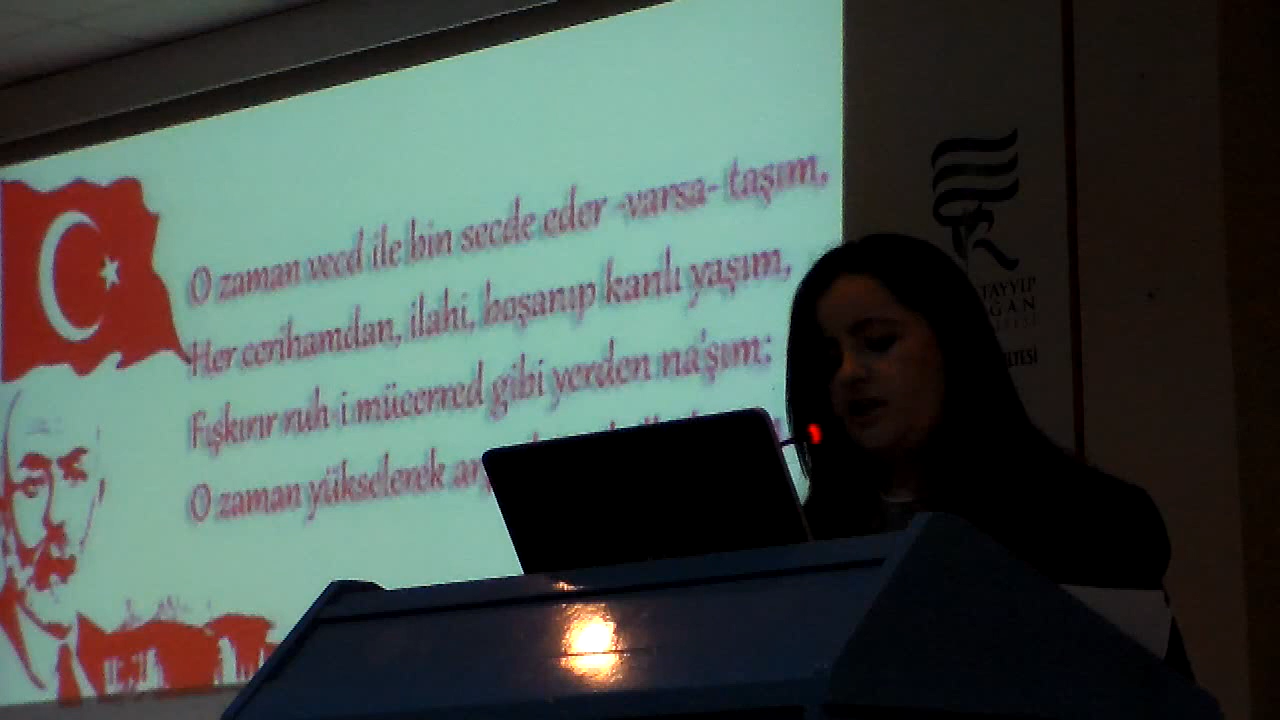 O zaman vecd ile bin secde eder -varsa- taşım,
Her cerihamdan, ilahi, boşanıp kanlı yaşım,
Fışkırır ruh-i mücerred gibi yerden na'şım;
O zaman yükselerek
TAYYIP